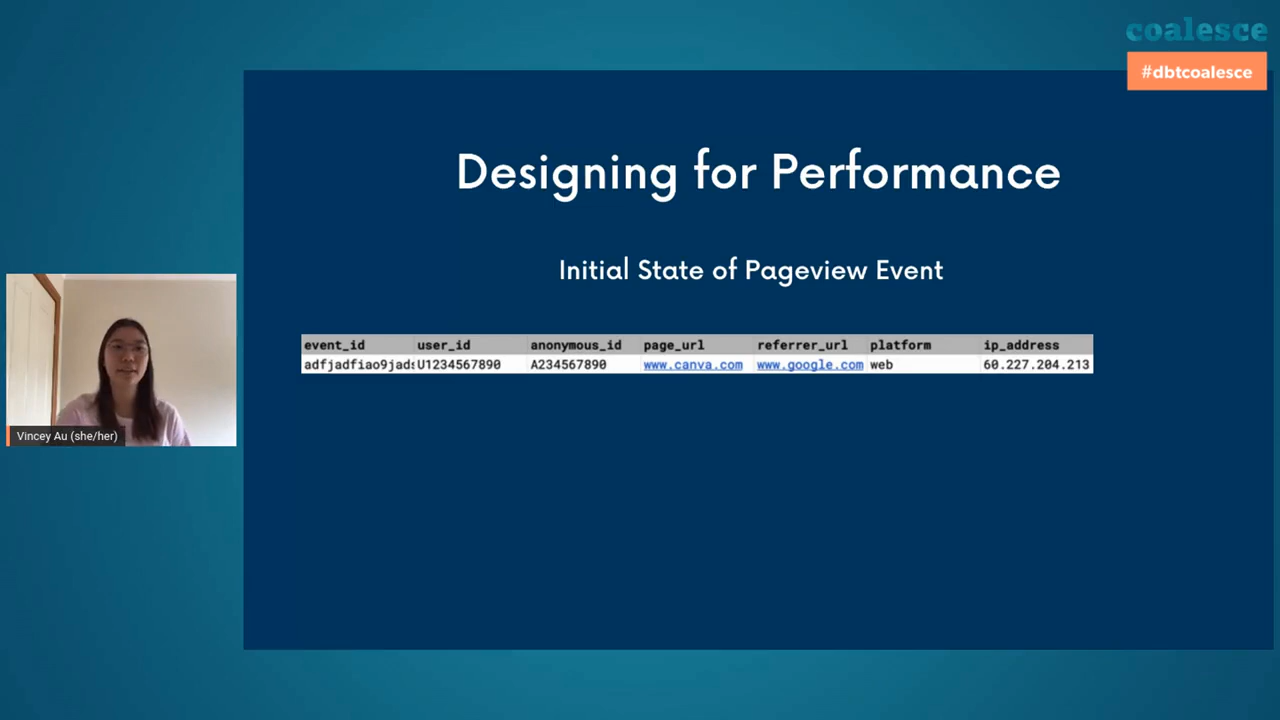 coalesce
#dbtcoalesce
Designing for Performance
Initial State of Pageview Event
event_id user_id anonymous_id page_url referrer_url platform ip_address
adfjadfiao9jads U1234567890 A234567890 www.canva.com www.google.com web 60.227.204.213
Vincey Au (she/her)